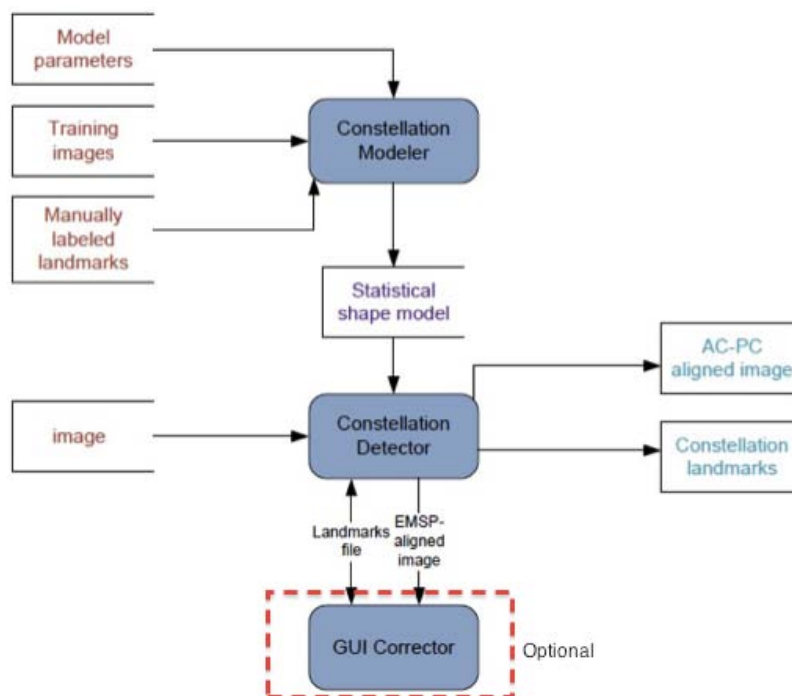 Model
parameters
Training
images
Constellation
Modeler
Manually
labeled
landmarks
Statistical
shape model
AC-PC
aligned image
image
Constellation
Detector
Constellation
landmarks
Landmarks
file
EMSP-
aligned
image
GUI Corrector
Optional